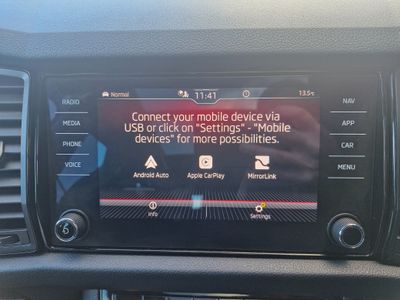 Normal 11:41 13.5°C
RADIO
MEDIA
PHONE
VOICE
NAV
APP
CAR
MENU
Connect your mobile device via
USB or click on "Settings" - "Mobile
devices" for more possibilities.
Android Auto Apple CarPlay MirrorLink
Info Settings